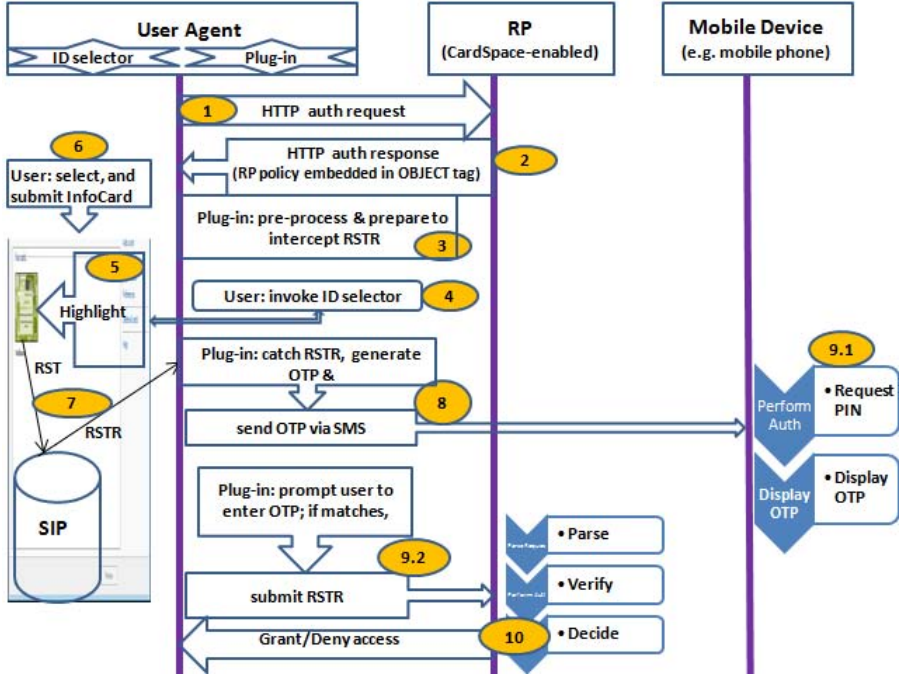 User Agent
ID selector
Plug-in
RP
(CardSpace-enabled)
Mobile Device
(e.g. mobile phone)
1
HTTP auth request
2
HTTP auth response
(RP policy embedded in OBJECT tag)
6
User: select, and
submit InfoCard
Plug-in: pre-process & prepare to
intercept RSTR
3
5
Highlight
User: invoke ID selector
4
RST
7
RSTR
SIP
Plug-in: catch RSTR, generate
OTP &
8
send OTP via SMS
9.1
Perform
Auth
• Request
PIN
Display
OTP
• Display
OTP
Plug-in: prompt user to
enter OTP; if matches,
9.2
submit RSTR
• Parse
• Verify
• Decide
10
Grant/Deny access